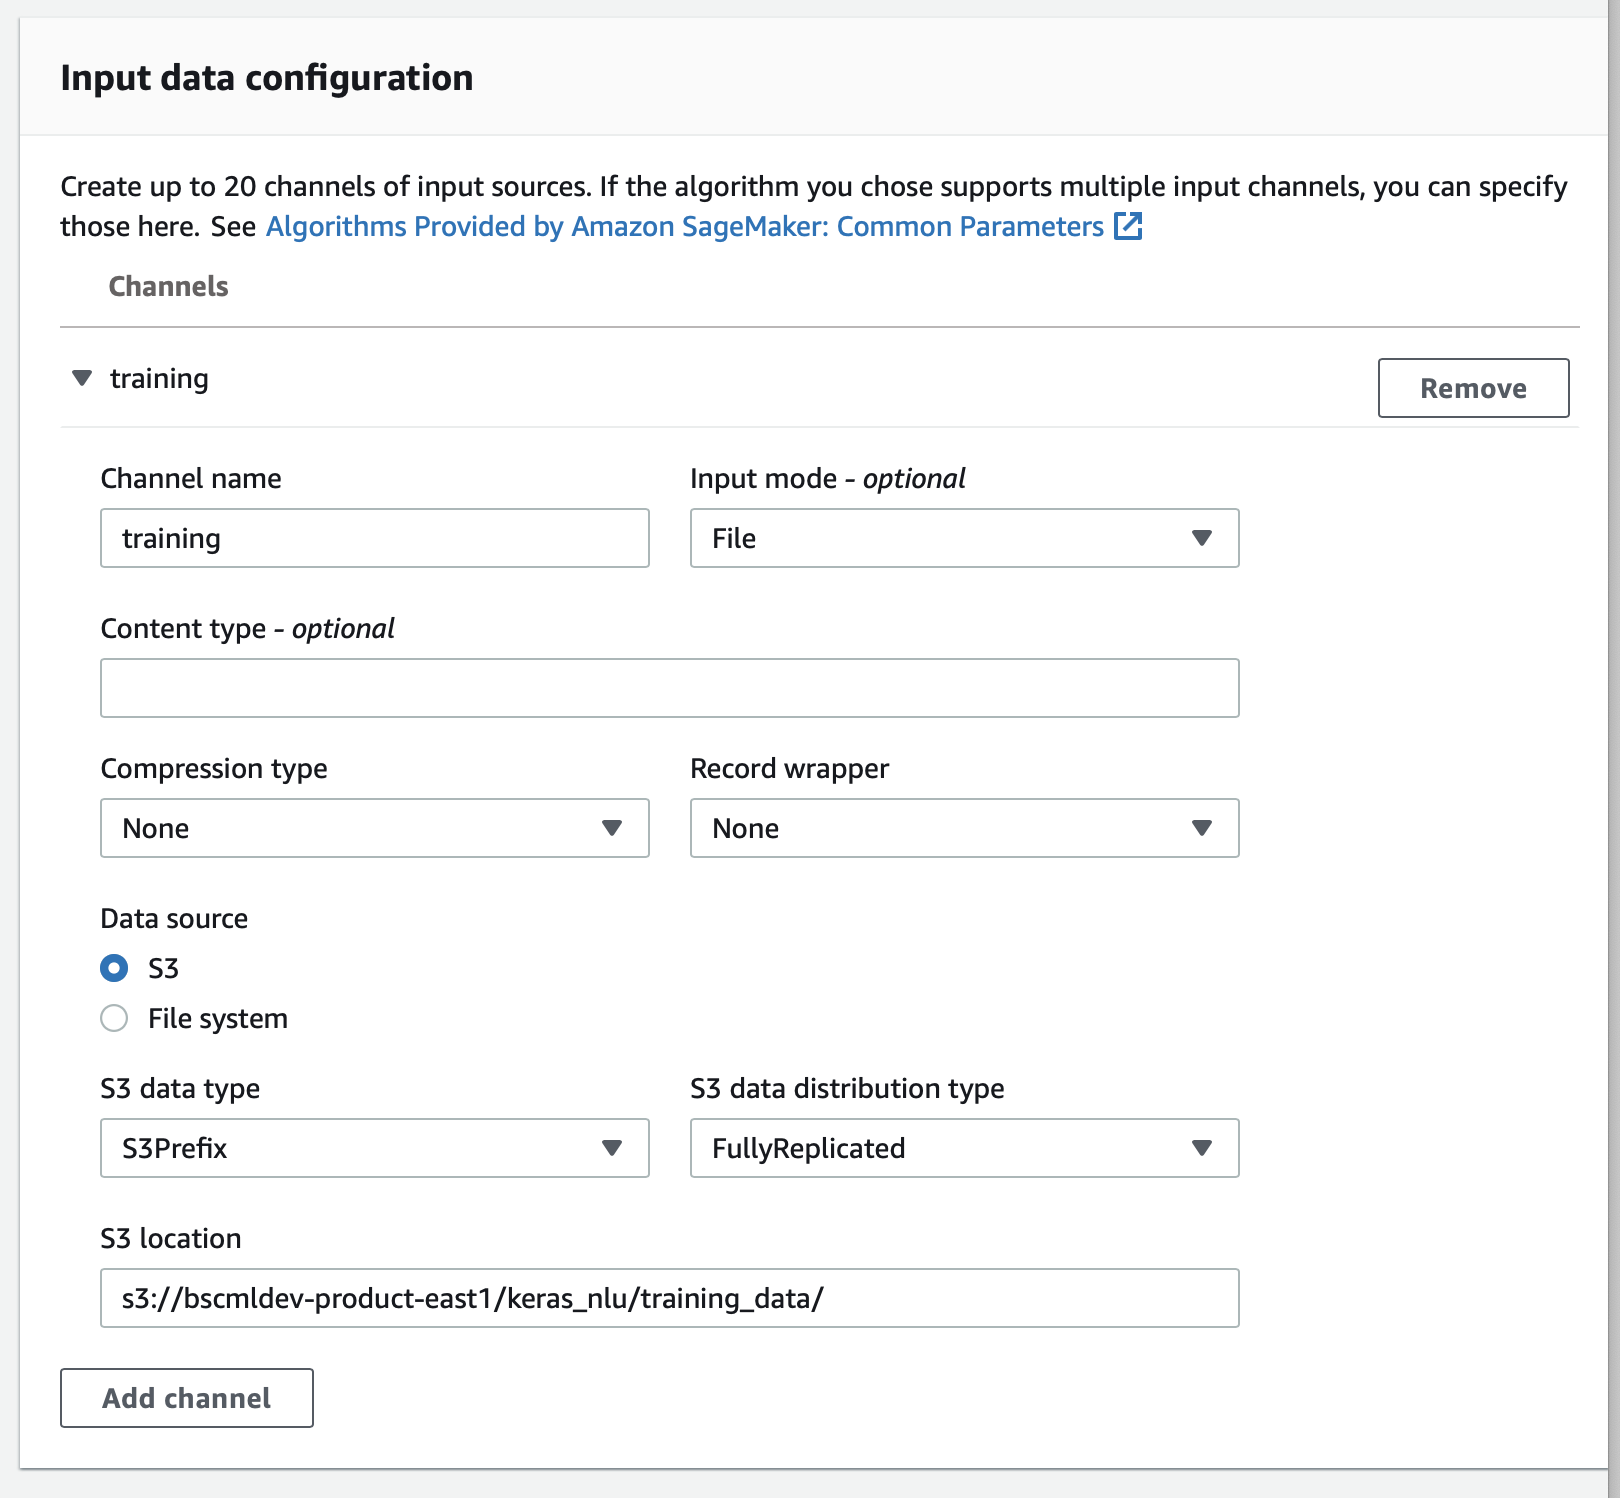 Input data configuration
Create up to 20 channels of input sources. If the algorithm you chose supports multiple input channels, you can specify
those here. See Algorithms Provided by Amazon SageMaker: Common Parameters
Channels
training
Remove
Channel name
Input mode - optional
training
File
Content type - optional
Compression type
Record wrapper
None
None
Data source
S3
File system
S3 data type
S3 data distribution type
S3Prefix
FullyReplicated
S3 location
s3://bscmldev-product-east1/keras_nlu/training_data/
Add channel